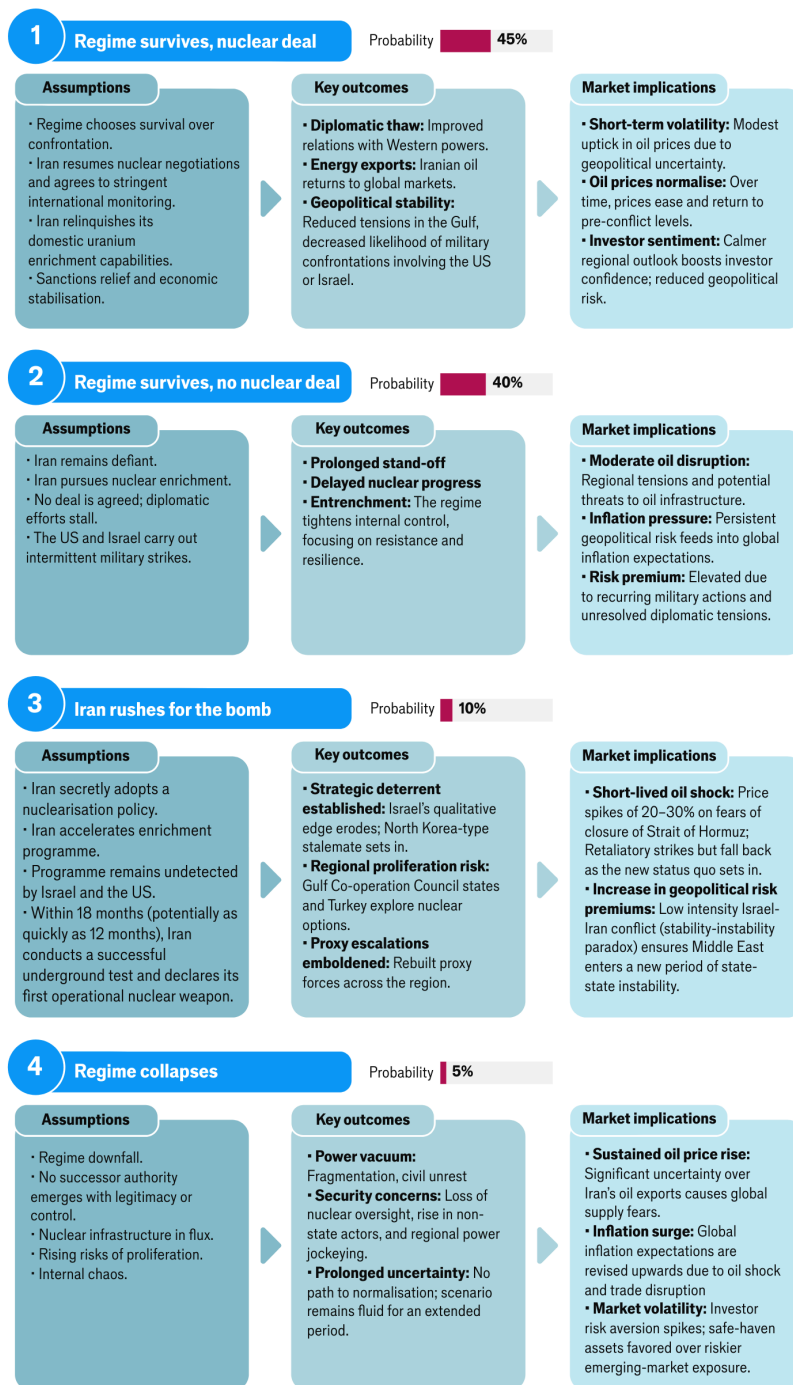 1
Regime survives, nuclear deal
Probability
45%
Assumptions
• Regime chooses survival over
confrontation.
• Iran resumes nuclear negotiations
and agrees to stringent
international monitoring.
• Iran relinquishes its
domestic uranium
enrichment capabilities.
• Sanctions relief and economic
stabilisation.
Key outcomes
• Diplomatic thaw: Improved
relations with Western powers.
• Energy exports: Iranian oil
returns to global markets.
• Geopolitical stability:
Reduced tensions in the Gulf,
decreased likelihood of military
confrontations involving the US
or Israel.
Market implications
• Short-term volatility: Modest
uptick in oil prices due to
geopolitical uncertainty.
• Oil prices normalise: Over
time, prices ease and return to
pre-conflict levels.
• Investor sentiment: Calmer
regional outlook boosts investor
confidence; reduced geopolitical
risk.
2
Regime survives, no nuclear deal
Probability
40%
Assumptions
• Iran remains defiant.
• Iran pursues nuclear enrichment.
• No deal is agreed; diplomatic
efforts stall.
• The US and Israel carry out
intermittent military strikes.
Key outcomes
• Prolonged stand-off
• Delayed nuclear progress
• Entrenchment: The regime
tightens internal control,
focusing on resistance and
resilience.
Market implications
• Moderate oil disruption:
Regional tensions and potential
threats to oil infrastructure.
• Inflation pressure: Persistent
geopolitical risk feeds into global
inflation expectations.
• Risk premium: Elevated due
to recurring military actions and
unresolved diplomatic tensions.
3
Iran rushes for the bomb
Probability
10%
Assumptions
• Iran secretly adopts a
nuclearisation policy.
• Iran accelerates enrichment
programme.
• Programme remains undetected
by Israel and the US.
• Within 18 months (potentially as
quickly as 12 months), Iran
conducts a successful
underground test and declares its
first operational nuclear weapon.
Key outcomes
• Strategic deterrent
established: Israel's qualitative
edge erodes; North Korea-type
stalemate sets in.
• Regional proliferation risk:
Gulf Co-operation Council states
and Turkey explore nuclear
options.
• Proxy escalations
emboldened: Rebuilt proxy
forces across the region.
Market implications
• Short-lived oil shock: Price
spikes of 20–30% on fears of
closure of Strait of Hormuz;
Retaliatory strikes but fall back
as the new status quo sets in.
• Increase in geopolitical risk
premiums: Low intensity Israel-
Iran conflict (stability-instability
paradox) ensures Middle East
enters a new period of state-
state instability.
4
Regime collapses
Probability
5%
Assumptions
• Regime downfall.
• No successor authority
emerges with legitimacy or
control.
• Nuclear infrastructure in flux.
• Rising risks of proliferation.
• Internal chaos.
Key outcomes
• Power vacuum:
Fragmentation, civil unrest
• Security concerns: Loss of
nuclear oversight, rise in non-
state actors, and regional power
jockeying.
• Prolonged uncertainty: No
path to normalisation; scenario
remains fluid for an extended
period.
Market implications
• Sustained oil price rise:
Significant uncertainty over
Iran's oil exports causes global
supply fears.
• Inflation surge: Global
inflation expectations are
revised upwards due to oil shock
and trade disruption
• Market volatility: Investor
risk aversion spikes; safe-haven
assets favored over riskier
emerging-market exposure.